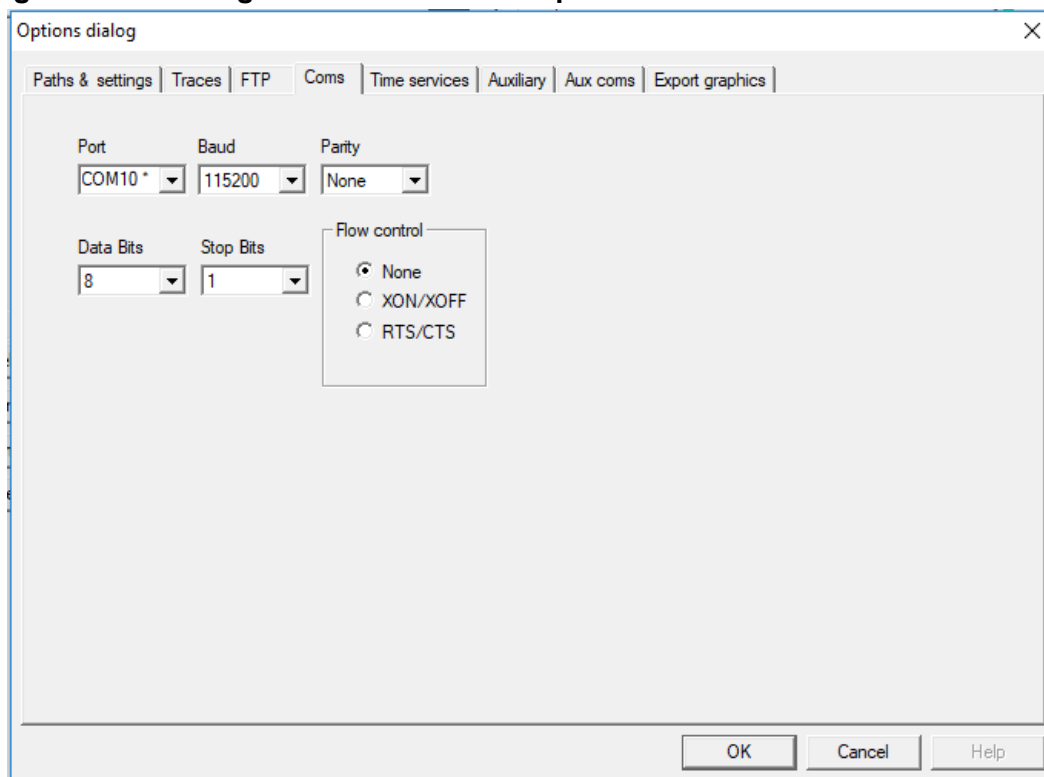 Options dialog
Paths & settings Traces FTP Coms Time services Auxiliary Aux coms Export graphics
Port Baud Parity
COM10 * 115200 None
Data Bits Stop Bits Flow control
8 1 None
XON/XOFF
RTS/CTS
OK Cancel Help